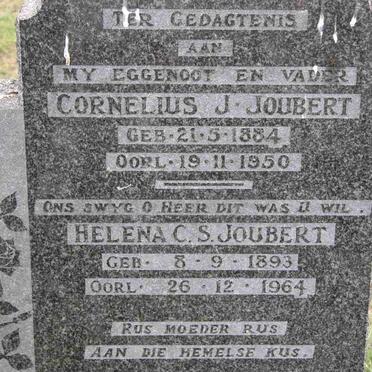 TER GEDAGTENIS
AAN
MY EGGENOOT EN VADER
CORNELIUS J. JOUBERT
GEB. 21-5-1884
OORL. 19-11-1950
ONS SWYG O HEER DIT WAS U WIL.
HELENA C. S. JOUBERT
GEB. 8-9-1893
OORL. 26-12-1964
RUS MOEDER RUS
AAN DIE HEMELSE KUS.